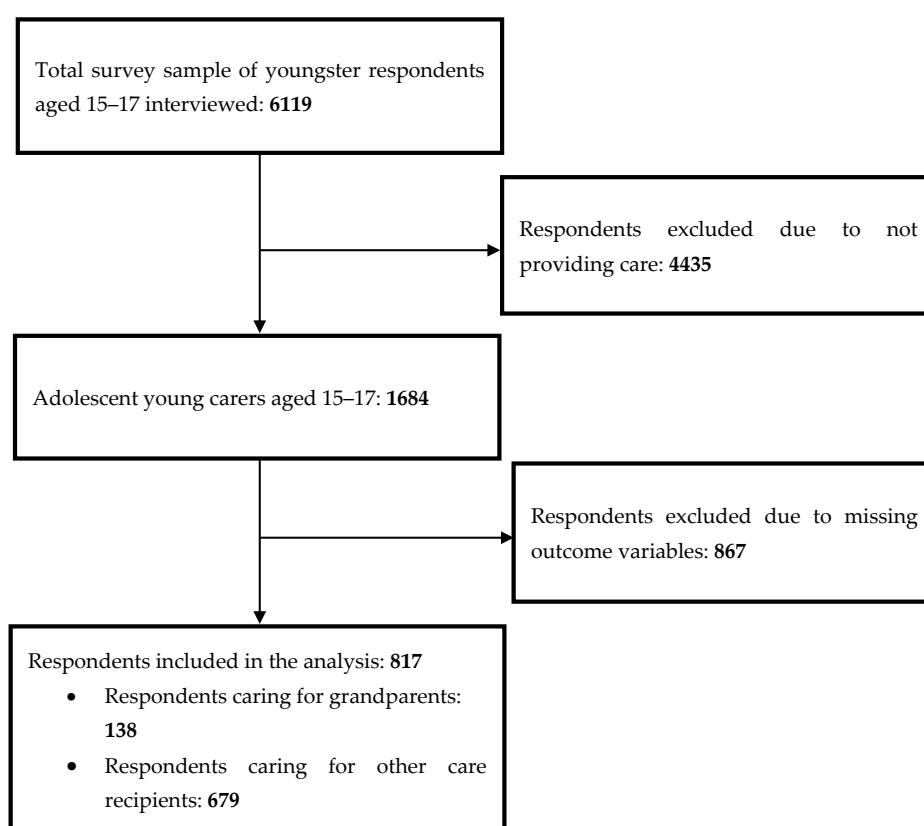 Total survey sample of youngster respondents
aged 15–17 interviewed: 6119
Respondents excluded due to not
providing care: 4435
Adolescent young carers aged 15–17: 1684
Respondents excluded due to missing
outcome variables: 867
Respondents included in the analysis: 817
• Respondents caring for grandparents:
138
• Respondents caring for other care
recipients: 679